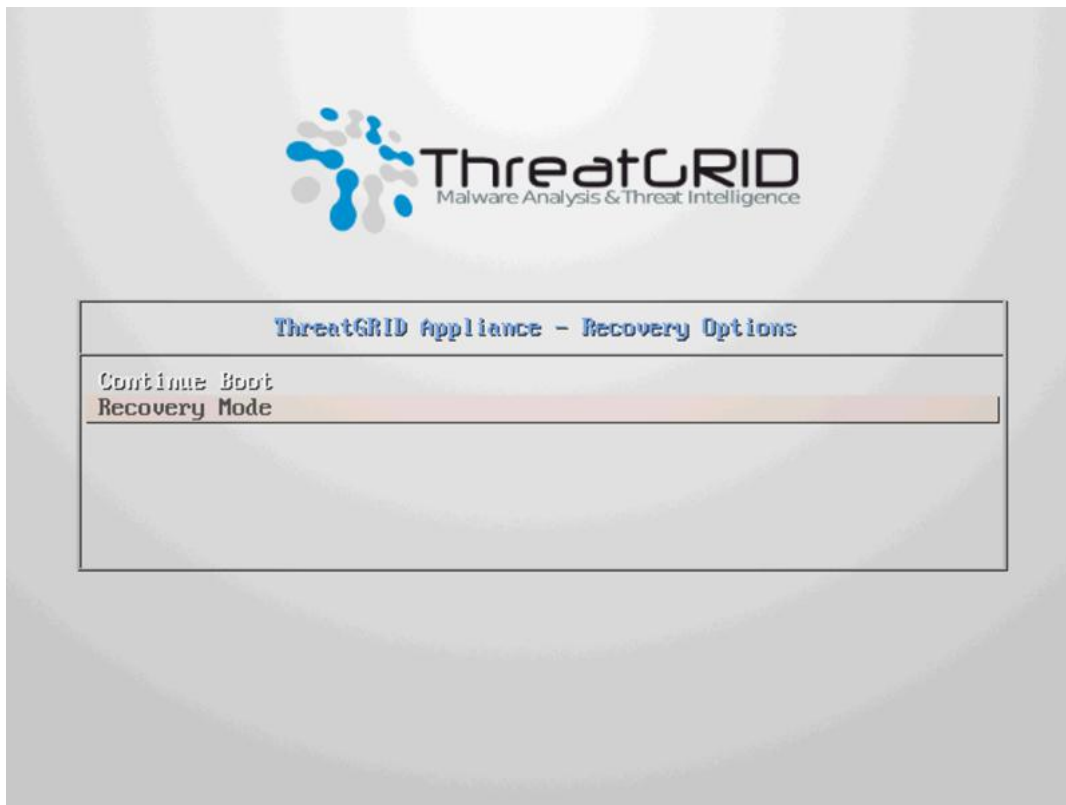 ThreatGRID
Malware Analysis & Threat Intelligence
ThreatGRID Appliance - Recovery Options
Continue Boot
Recovery Mode